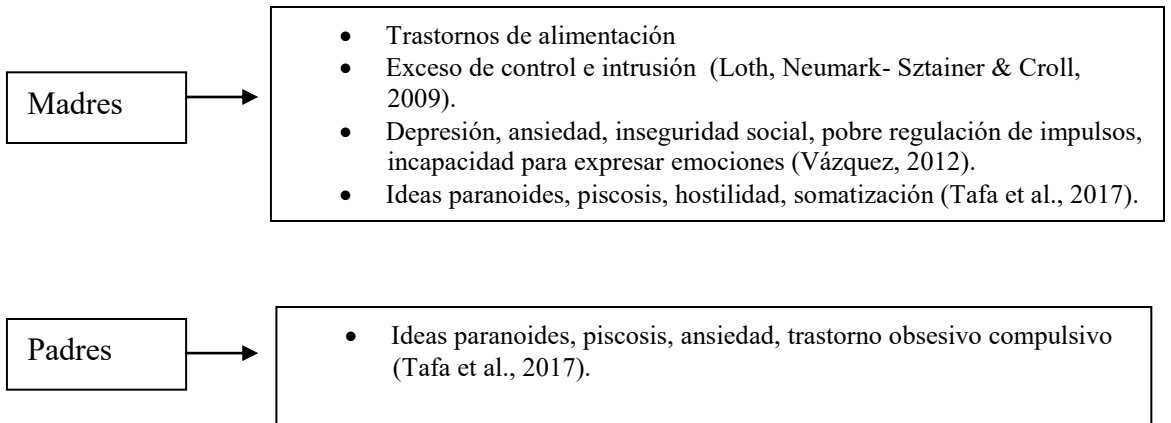 Madres
• Trastornos de alimentación
• Exceso de control e intrusión (Loth, Neumark- Sztainer & Croll,
2009).
• Depresión, ansiedad, inseguridad social, pobre regulación de impulsos,
incapacidad para expresar emociones (Vázquez, 2012).
• Ideas paranoides, piscosis, hostilidad, somatización (Tafa et al., 2017).
Padres
• Ideas paranoides, piscosis, ansiedad, trastorno obsesivo compulsivo
(Tafa et al., 2017).